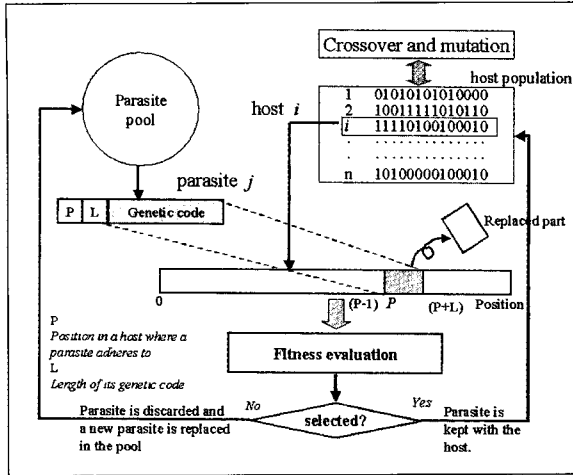 Crossover and mutation
host population
1 01010101010000
2 10011111010110
i 11110100100010
n 10100000100010
Parasite
pool
host i
parasite j
P L Genetic code
Replaced part
0 (P-1) P (P+L) Position
P
Position in a host where a
parasite adheres to
L
Length of its genetic code
Fitness evaluation
No selected? Yes
Parasite is discarded and
a new parasite is replaced
in the pool
Parasite is
kept with the
host.